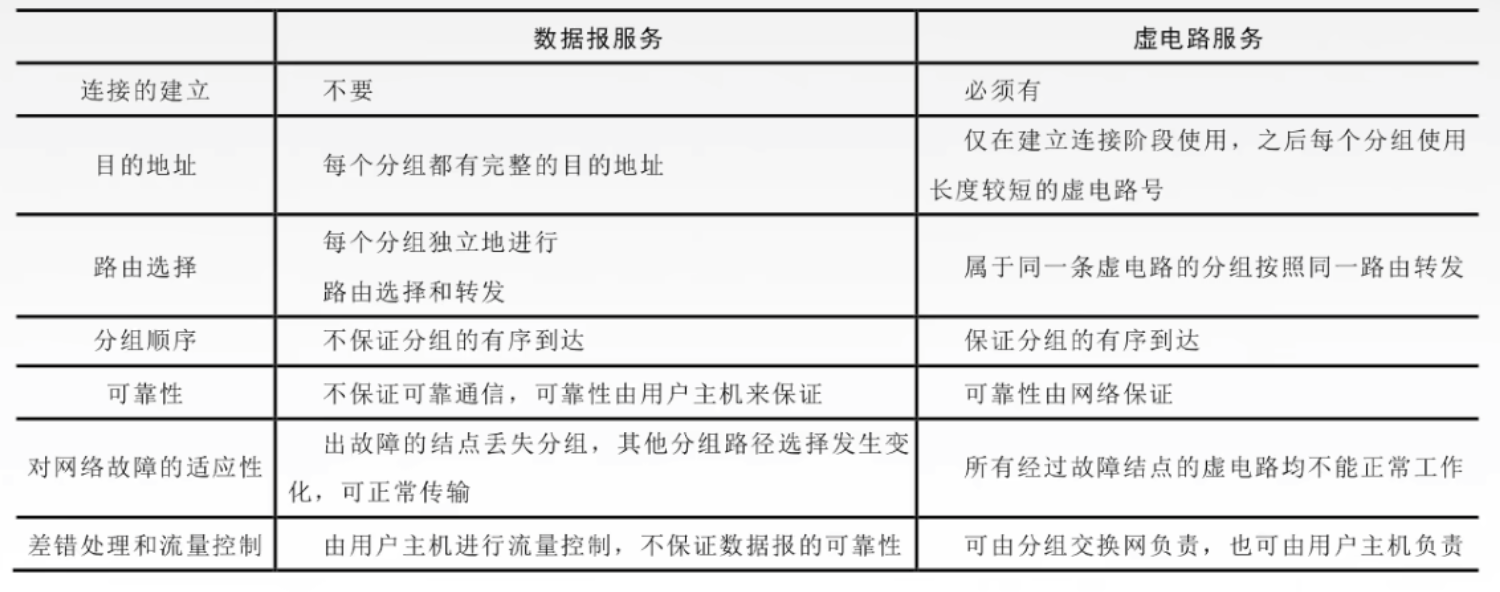 数据报服务 虚电路服务
连接的建立 不要 必须有
目的地址 每个分组都有完整的目的地址 仅在建立连接阶段使用，之后每个分组使用
长度较短的虚电路号
路由选择 每个分组独立地进行
路由选择和转发 属于同一条虚电路的分组按照同一路由转发
分组顺序 不保证分组的有序到达 保证分组的有序到达
可靠性 不保证可靠通信，可靠性由用户主机来保证 可靠性由网络保证
对网络故障的适应性 出故障的结点丢失分组，其他分组路径选择发生变
化，可正常传输 所有经过故障结点的虚电路均不能正常工作
差错处理和流量控制 由用户主机进行流量控制，不保证数据报的可靠性 可由分组交换网负责，也可由用户主机负责